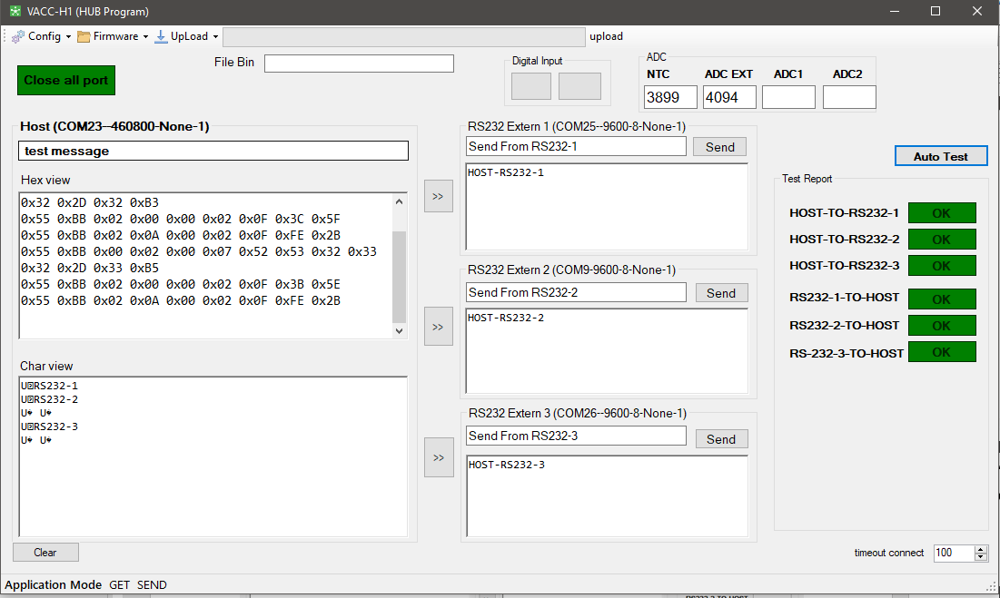 VACC-H1 (HUB Program)
Config Firmware UpLoad upload
File Bin
Close all port
Digital Input
ADC
NTC ADC EXT ADC1 ADC2
3899 4094
Host (COM23--460800-None-1)
test message
Hex view
0x32 0x2D 0x32 0xB3
0x55 0xBB 0x02 0x00 0x00 0x02 0x0F 0x3C 0x5F
0x55 0xBB 0x02 0x0A 0x00 0x02 0x0F 0xFE 0x2B
0x55 0xBB 0x00 0x02 0x00 0x07 0x52 0x53 0x32 0x33
0x32 0x2D 0x33 0xB5
0x55 0xBB 0x02 0x00 0x00 0x02 0x0F 0x3B 0x5E
0x55 0xBB 0x02 0x0A 0x00 0x02 0x0F 0xFE 0x2B
Char view
U RS232-1
U RS232-2
U U
U RS232-3
U U
Clear
>>
>>
>>
RS232 Extern 1 (COM25--9600-8-None-1)
Send From RS232-1 Send
HOST-RS232-1
RS232 Extern 2 (COM9-9600-8-None-1)
Send From RS232-2 Send
HOST-RS232-2
RS232 Extern 3 (COM26--9600-8-None-1)
Send From RS232-3 Send
HOST-RS232-3
Auto Test
Test Report
HOST-TO-RS232-1 OK
HOST-TO-RS232-2 OK
HOST-TO-RS232-3 OK
RS232-1-TO-HOST OK
RS232-2-TO-HOST OK
RS-232-3-TO-HOST OK
timeout connect 100
Application Mode GET SEND